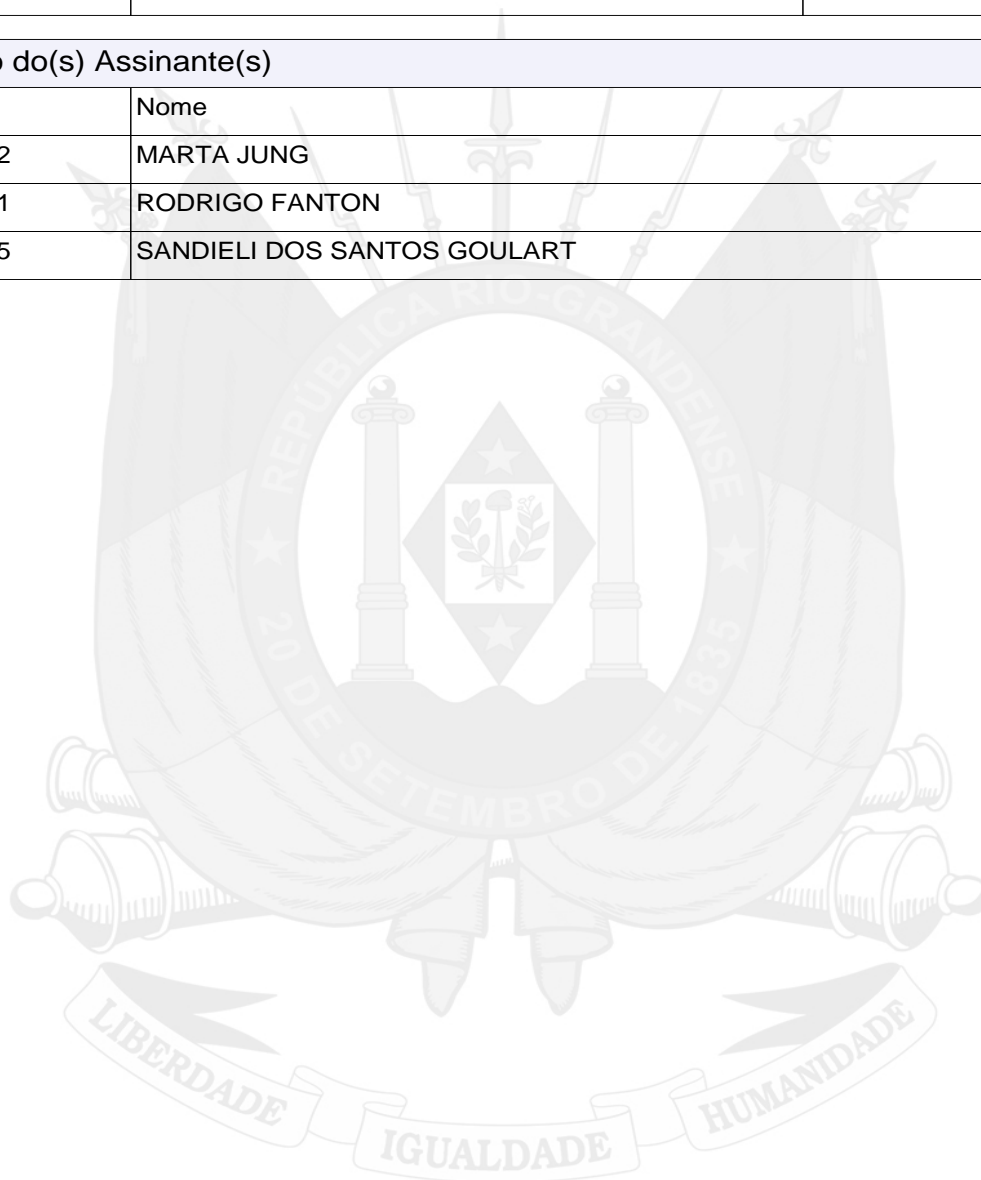 o do(s) Assinante(s)
Nome
2 MARTA JUNG
1 RODRIGO FANTON
5 SANDIELI DOS SANTOS GOULART
REPÚBLICA RIO-GRANDENSE
★ 20 DE SETEMBRO DE 1835 ★
LIBERDADE IGUALDADE HUMANIDADE